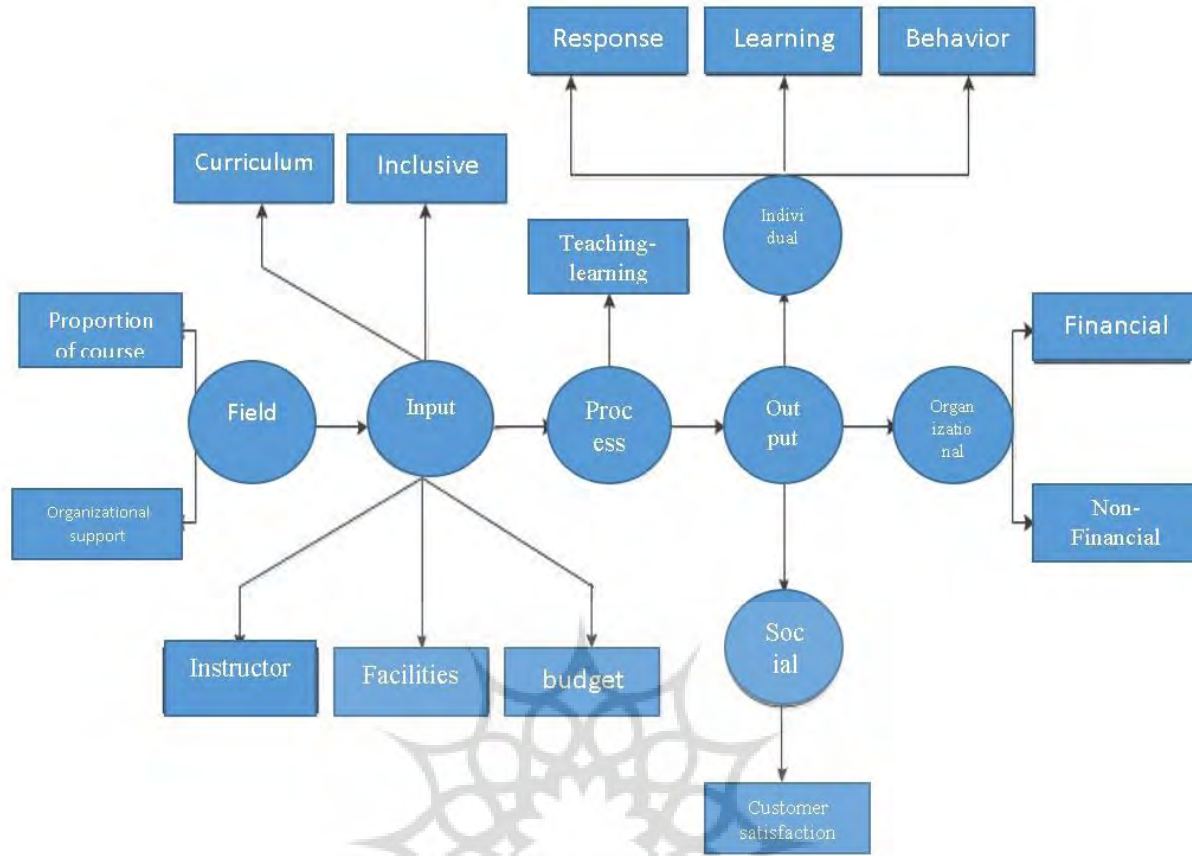 Response
Learning
Behavior
Curriculum
Inclusive
Indivi
dual
Teaching-
learning
Proportion
of course
Financial
Field
Input
Proc
ess
Out
put
Organ
izatio
nal
Organizational
support
Non-
Financial
Soc
ial
Instructor
Facilities
budget
Customer
satisfaction